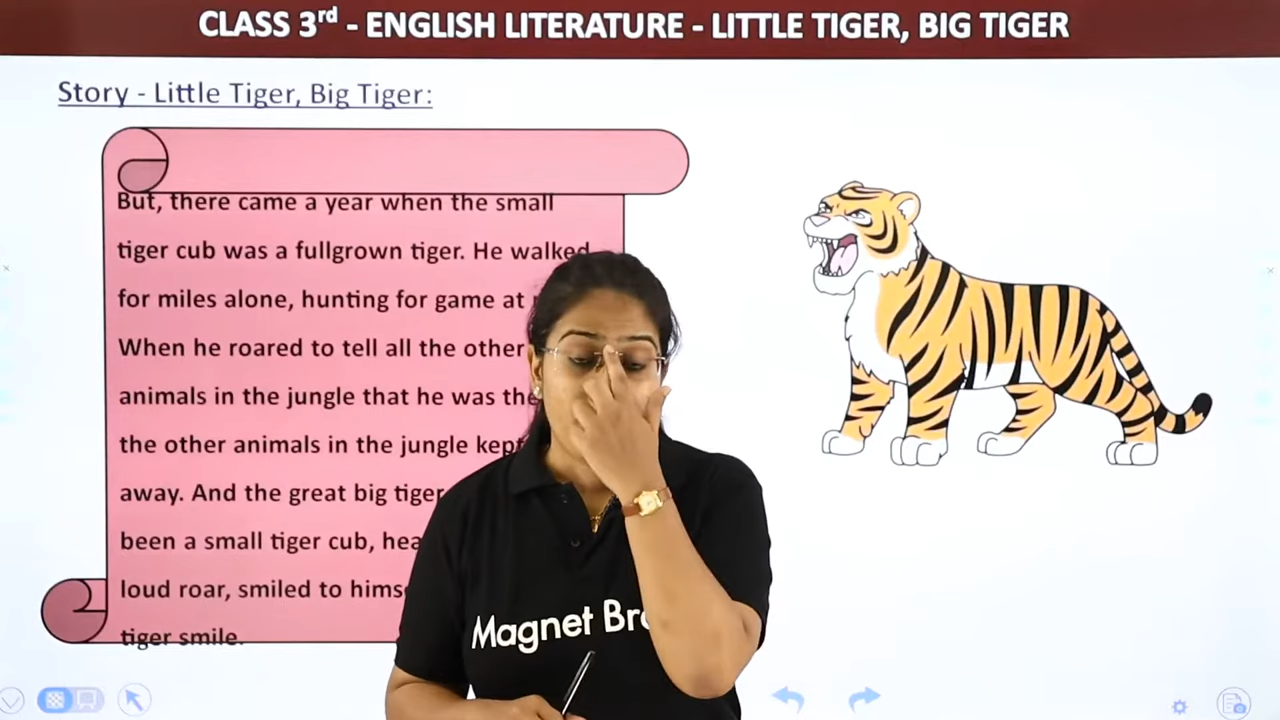 CLASS 3rd - ENGLISH LITERATURE - LITTLE TIGER, BIG TIGER
Story - Little Tiger, Big Tiger:
But, there came a year when the small
tiger cub was a fullgrown tiger. He walked
for miles alone, hunting for game at
When he roared to tell all the other
animals in the jungle that he was the
the other animals in the jungle kept
away. And the great big tiger
been a small tiger cub,
loud roar, smiled to
tiger smile.
Magnet